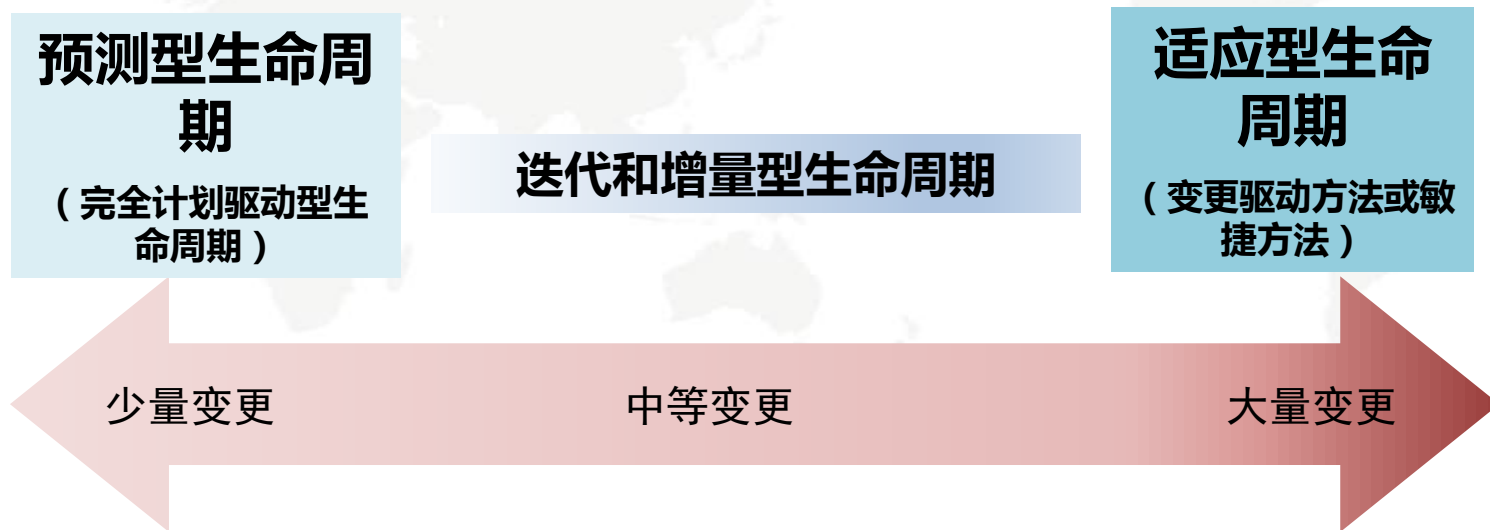 预测型生命周
期
（完全计划驱动型生
命周期）
迭代和增量型生命周期
适应型生命
周期
（变更驱动方法或敏
捷方法）
少量变更
中等变更
大量变更